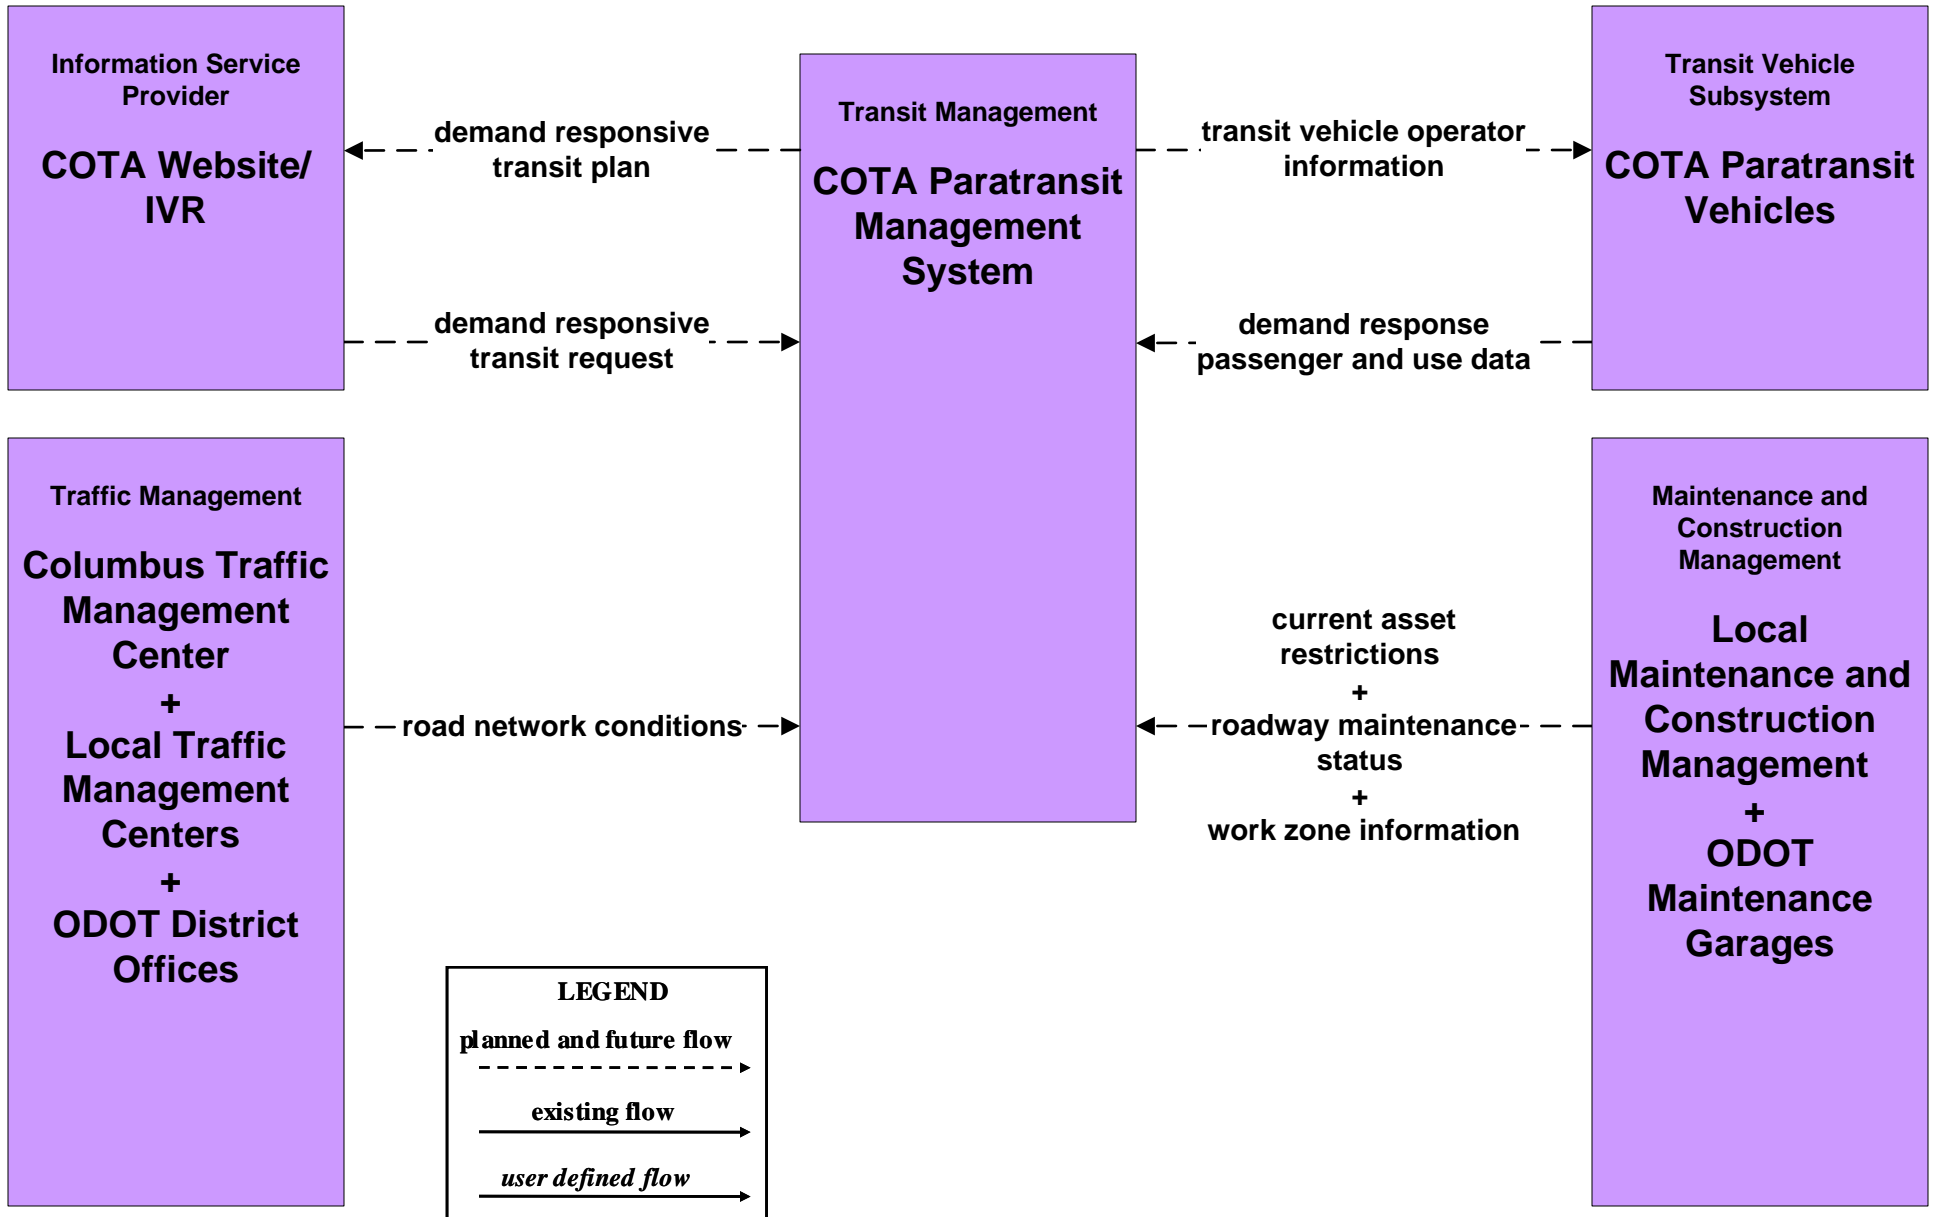 Information Service
Provider
COTA Website/
IVR
demand responsive
transit plan
demand responsive
transit request
Transit Management
COTA Paratransit
Management
System
transit vehicle operator
information
demand response
passenger and use data
Transit Vehicle
Subsystem
COTA Paratransit
Vehicles
Traffic Management
Columbus Traffic
Management
Center
+
Local Traffic
Management
Centers
+
ODOT District
Offices
road network conditions
current asset
restrictions
+
roadway maintenance
status
+
work zone information
Maintenance and
Construction
Management
Local
Maintenance and
Construction
Management
+
ODOT
Maintenance
Garages
LEGEND
planned and future flow
existing flow
user defined flow